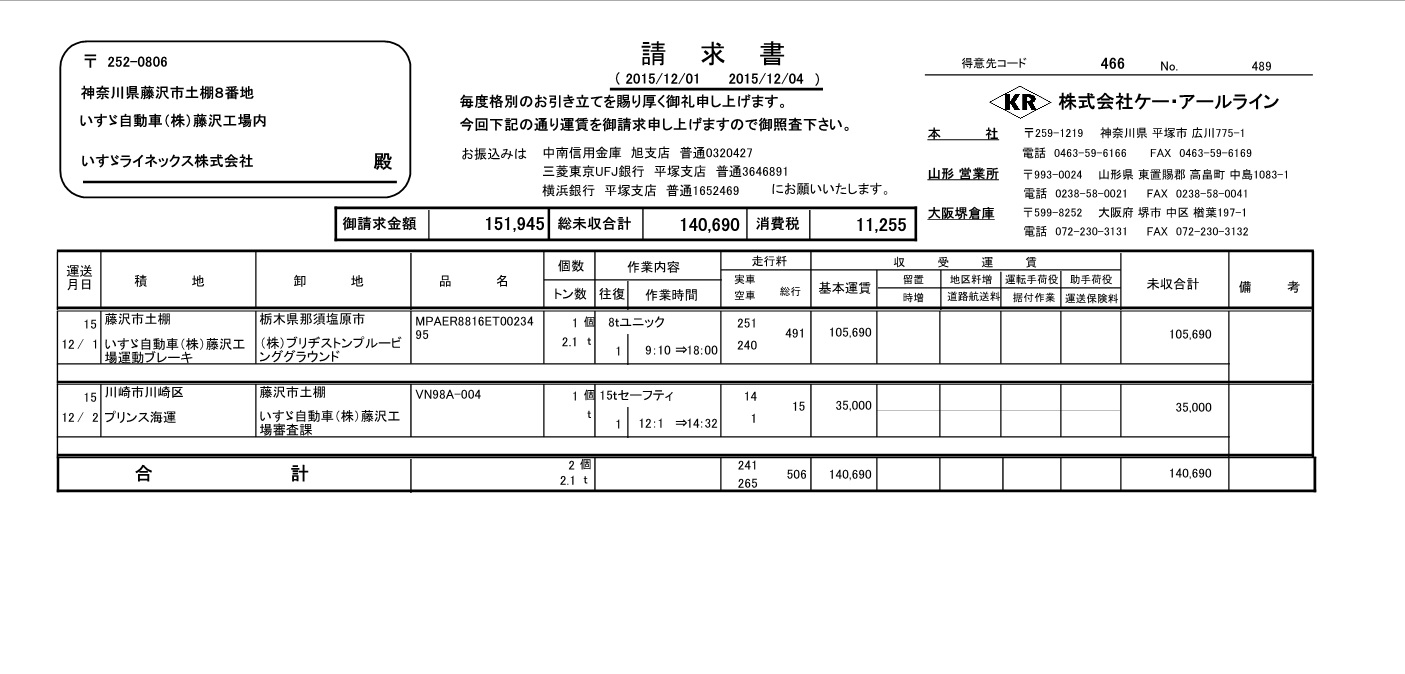 〒 252-0806
神奈川県藤沢市土棚8番地
いすゞ自動車(株)藤沢工場内
いすゞライネックス株式会社 殿
請 求 書
( 2015/12/01 2015/12/04 )
毎度格別のお引き立てを賜り厚く御礼申し上げます。
今回下記の通り運賃を御請求申し上げますので御照査下さい。
お振込みは 中南信用金庫 旭支店 普通0320427
三菱東京UFJ銀行 平塚支店 普通3646891
横浜銀行 平塚支店 普通1652469 にお願いいたします。
得意先コード 466 No. 489
KR 株式会社ケー・アールライン
本 社 〒259-1219 神奈川県 平塚市 広川775-1
電話 0463-59-6166 FAX 0463-59-6169
山形 営業所 〒993-0024 山形県 東置賜郡 高畠町 中島1083-1
電話 0238-58-0021 FAX 0238-58-0041
大阪堺倉庫 〒599-8252 大阪府 堺市 中区 楢葉197-1
電話 072-230-3131 FAX 072-230-3132
御請求金額 151,945 総未収合計 140,690 消費税 11,255
運送月日 積 地 卸 地 品 名 個数 作業内容 走行料 収 受 運 賃 未収合計 備 考
トン数 往復 作業時間 実車 空車 総行 基本運賃 留置 地区粁増 運転手荷役 助手荷役
時増 道路航送料 据付作業 運送保険料
15 藤沢市土棚 栃木県那須塩原市 MPAER8816ET00234 1 個 8tユニック 251 491 105,690 105,690
95
12/ 1 いすゞ自動車(株)藤沢工 (株)ブリヂストンプルービ 2.1 t 1 9:10 ⇒18:00 240
場運動ブレーキ ンググラウンド
15 川崎市川崎区 藤沢市土棚 VN98A-004 1 個 15tセーフティ 14 15 35,000 35,000
12/ 2 プリンス海運 いすゞ自動車(株)藤沢工 t 1 12:1 ⇒14:32 1
場審査課
合 計 2 個 241 506 140,690 140,690
2.1 t 265